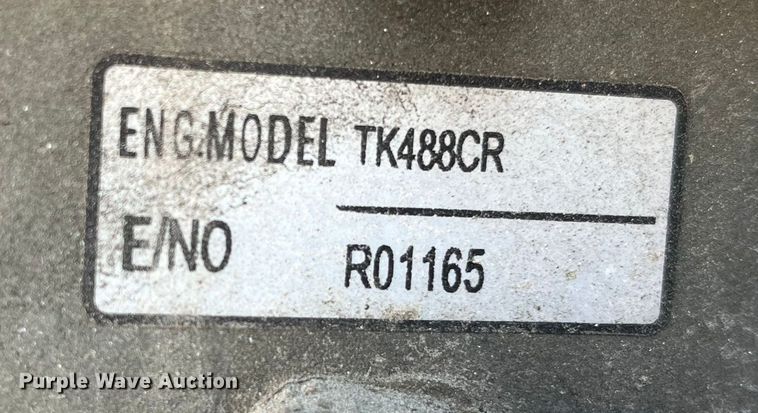 ENG.MODEL TK488CR
E/NO R01165
Purple Wave Auction